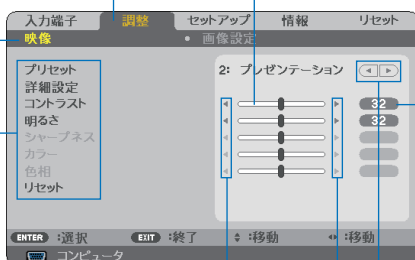 入力端子 調整 セットアップ 情報 リセット
映像 • 画像設定
プリセット
詳細設定
コントラスト
明るさ
シャープネス
カラー
色相
リセット
2: プレゼンテーション
32
32
ENTER :選択 EXIT :終了 :移動 :移動
コンピュータ